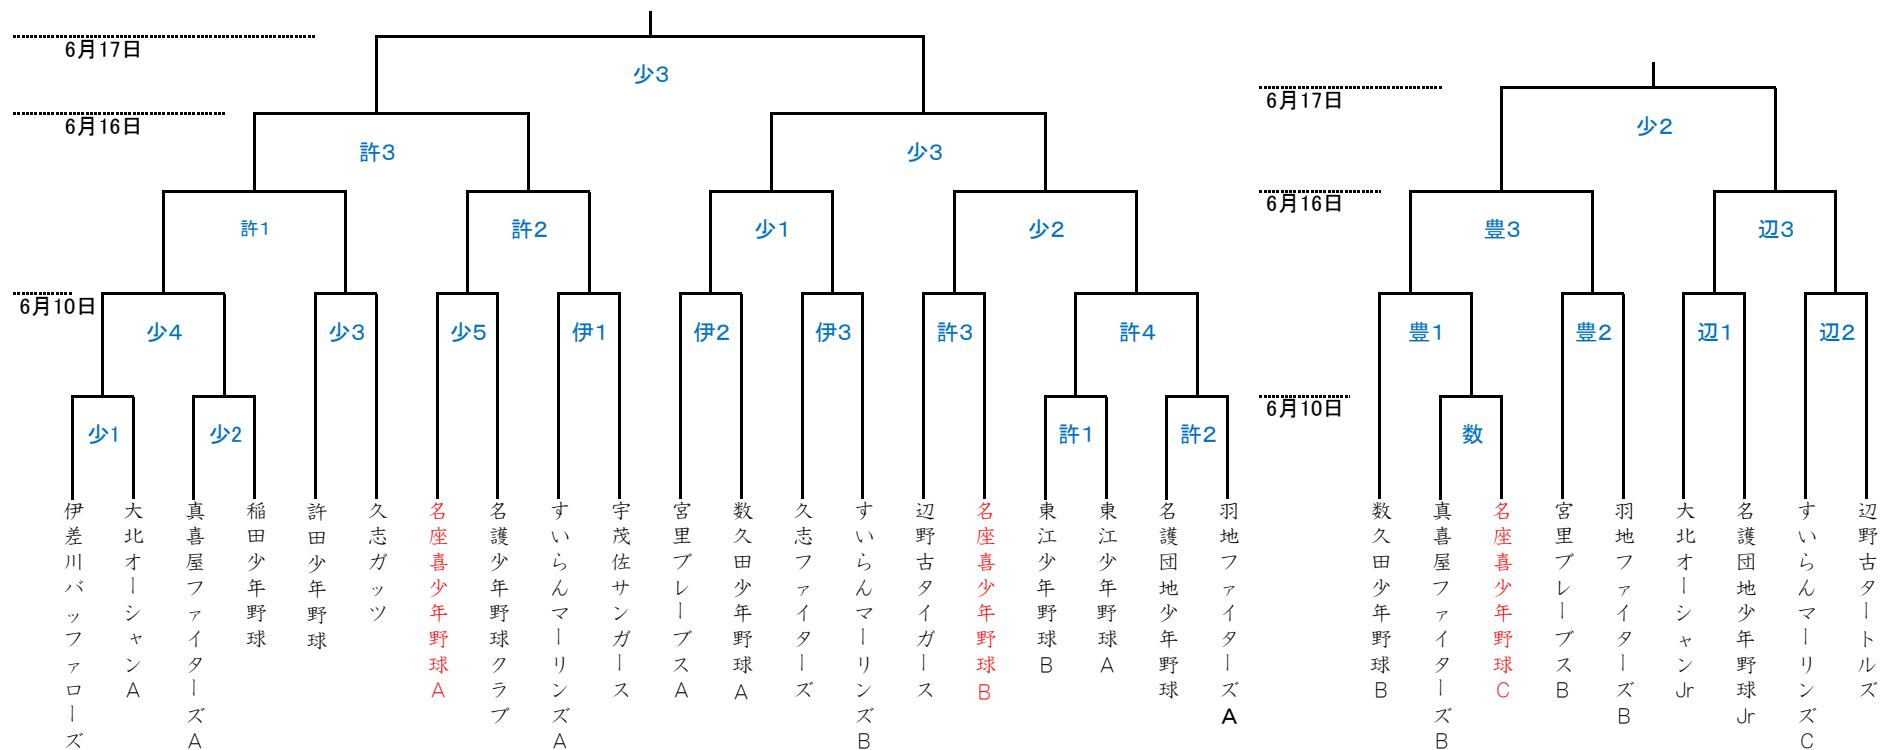 6月17日
少3
6月16日
許3
少3
許1
許2
少1
少2
6月10日
少4
少3
少5
伊1
伊2
伊3
許3
許4
少1
少2
許1
許2
伊差川バッファローズ
大北オーシャンA
真喜屋ファイターズA
稲田少年野球
許田少年野球
久志ガッツ
名座喜少年野球A
名護少年野球クラブ
すいらんマーリンズA
宇茂佐サンガース
宮里ブレーブスA
数久田少年野球A
久志ファイターズ
すいらんマーリンズB
辺野古タイガース
名座喜少年野球B
東江少年野球B
東江少年野球A
名護団地少年野球
羽地ファイターズA
6月17日
少2
6月16日
豊3
辺3
豊1
豊2
辺1
辺2
6月10日
数
数久田少年野球B
真喜屋ファイターズB
名座喜少年野球C
宮里ブレーブスB
羽地ファイターズB
大北オーシャンJr
名護団地少年野球Jr
すいらんマーリンズC
辺野古タートルズ